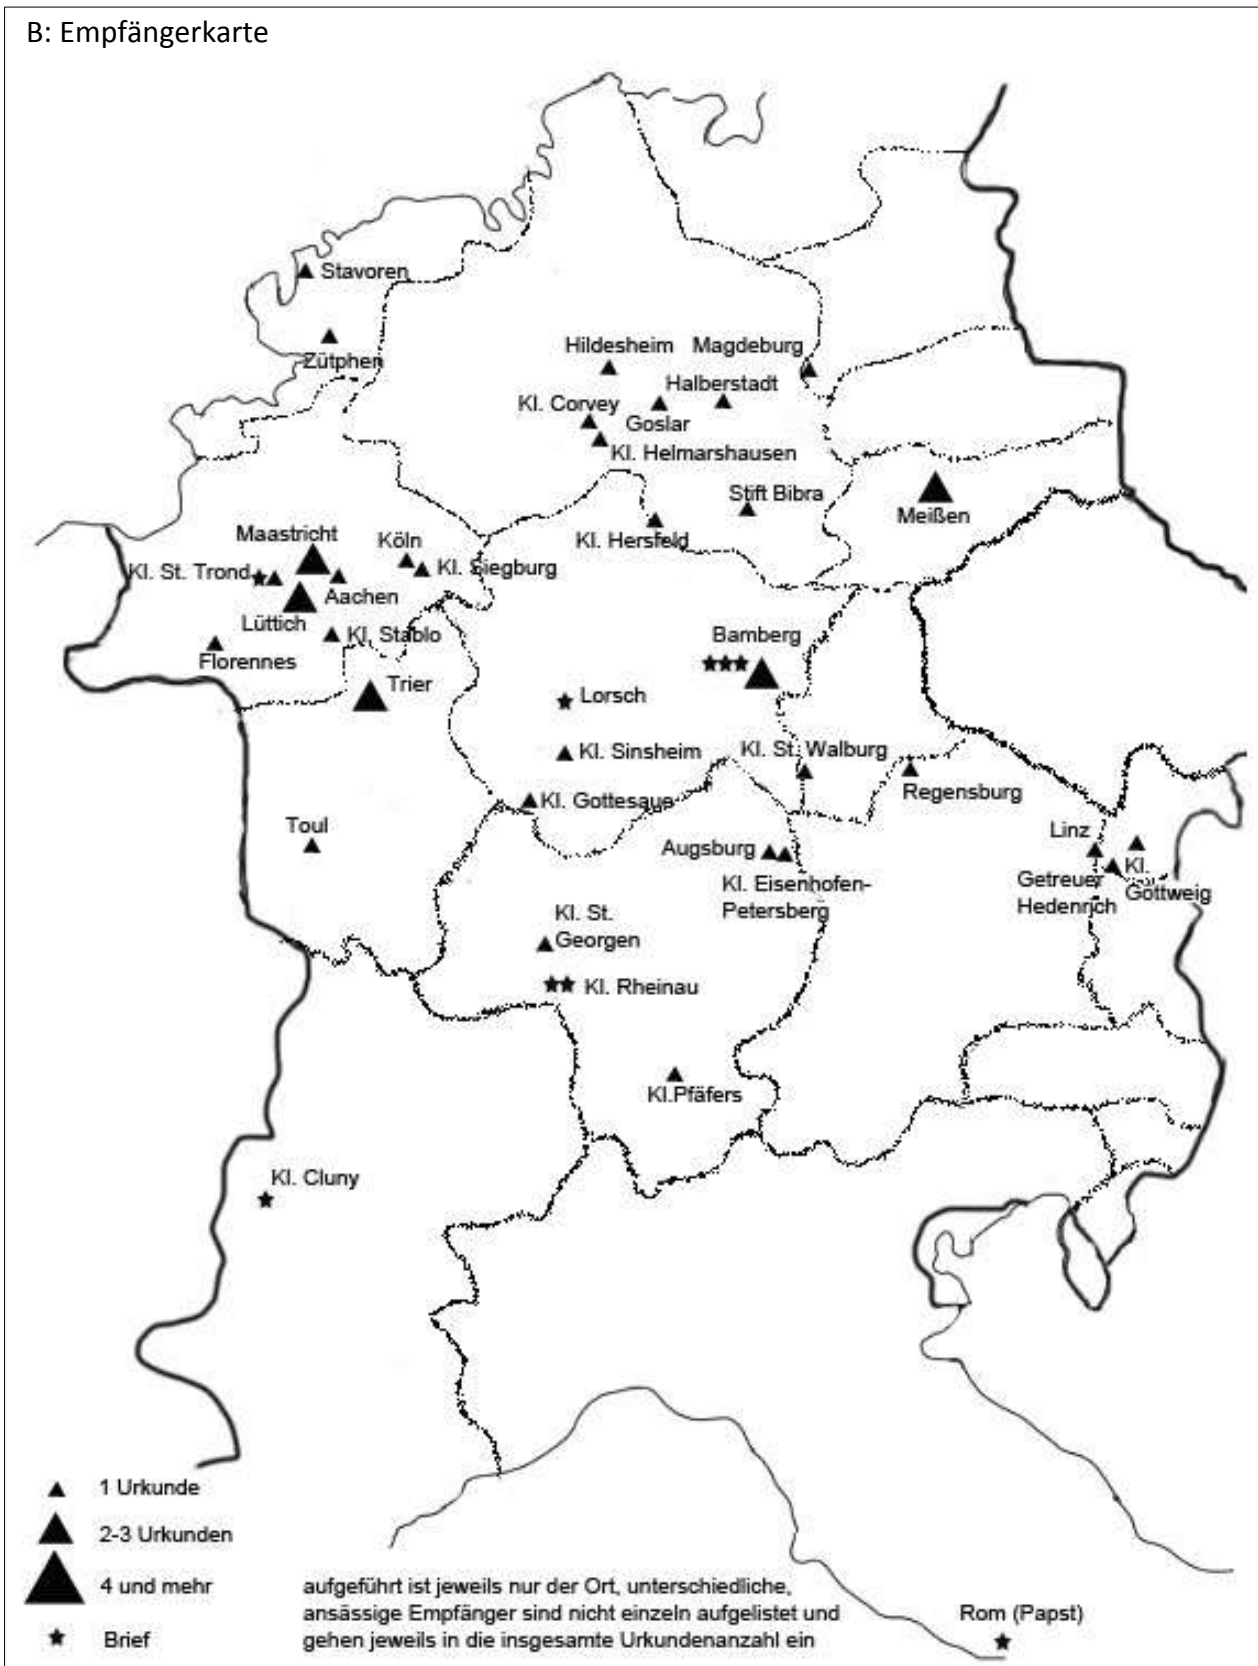 B: Empfängerkarte
Stavoren
Zütphen
Hildesheim
Magdeburg
Halberstadt
Kl. Corvey
Goslar
Kl. Helmarshausen
Stift Bibra
Meißen
Kl. Hersfeld
Maastricht
Köln
Kl. St. Trond
Kl. Siegburg
Aachen
Lüttich
Kl. Stablo
Florennes
Bamberg
Trier
Lorsch
Kl. Sinsheim
Kl. St. Walburg
Regensburg
Kl. Gottesaue
Toul
Linz
Augsburg
Kl.
Göttweig
Getreuer
Hedenrich
Kl. Eisenhofen-
Petersberg
Kl. St.
Georgen
Kl. Rheinau
Kl.Pfäfers
Kl. Cluny
1 Urkunde
2-3 Urkunden
4 und mehr
Brief
aufgeführt ist jeweils nur der Ort, unterschiedliche,
ansässige Empfänger sind nicht einzeln aufgelistet und
gehen jeweils in die insgesamte Urkundenanzahl ein
Rom (Papst)